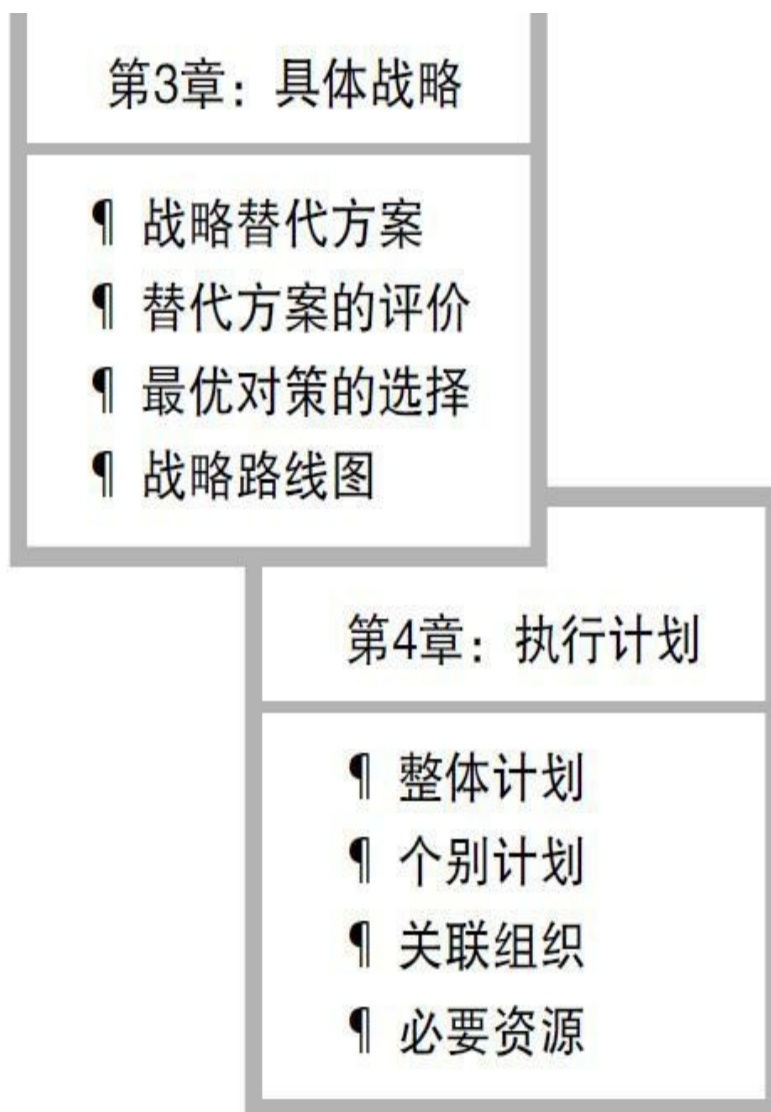 第3章：具体战略
¶ 战略替代方案
¶ 替代方案的评价
¶ 最优对策的选择
¶ 战略路线图
第4章：执行计划
¶ 整体计划
¶ 个别计划
¶ 关联组织
¶ 必要资源